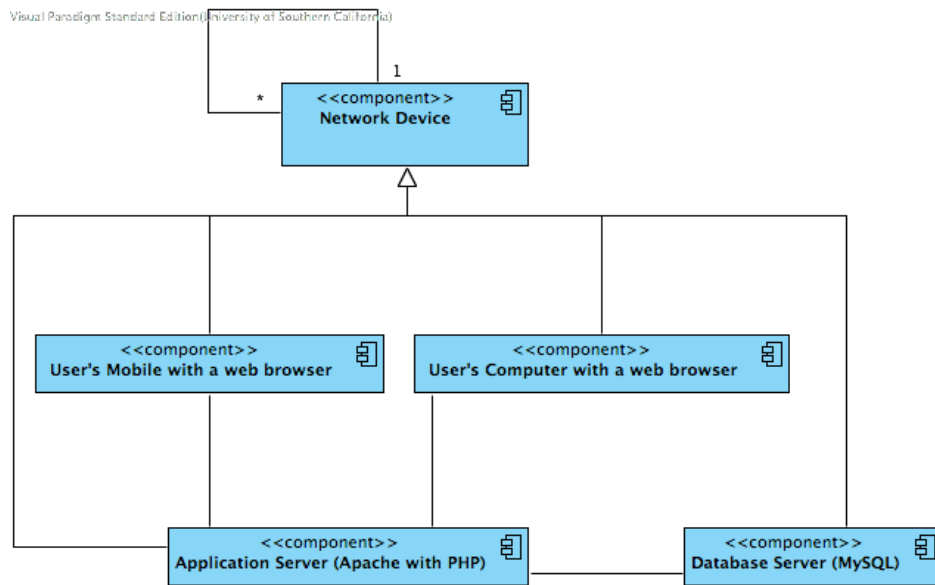 Visual Paradigm Standard Edition(University of Southern California)
1
*
<<component>>
Network Device
<<component>>
User's Mobile with a web browser
<<component>>
User's Computer with a web browser
<<component>>
Application Server (Apache with PHP)
<<component>>
Database Server (MySQL)